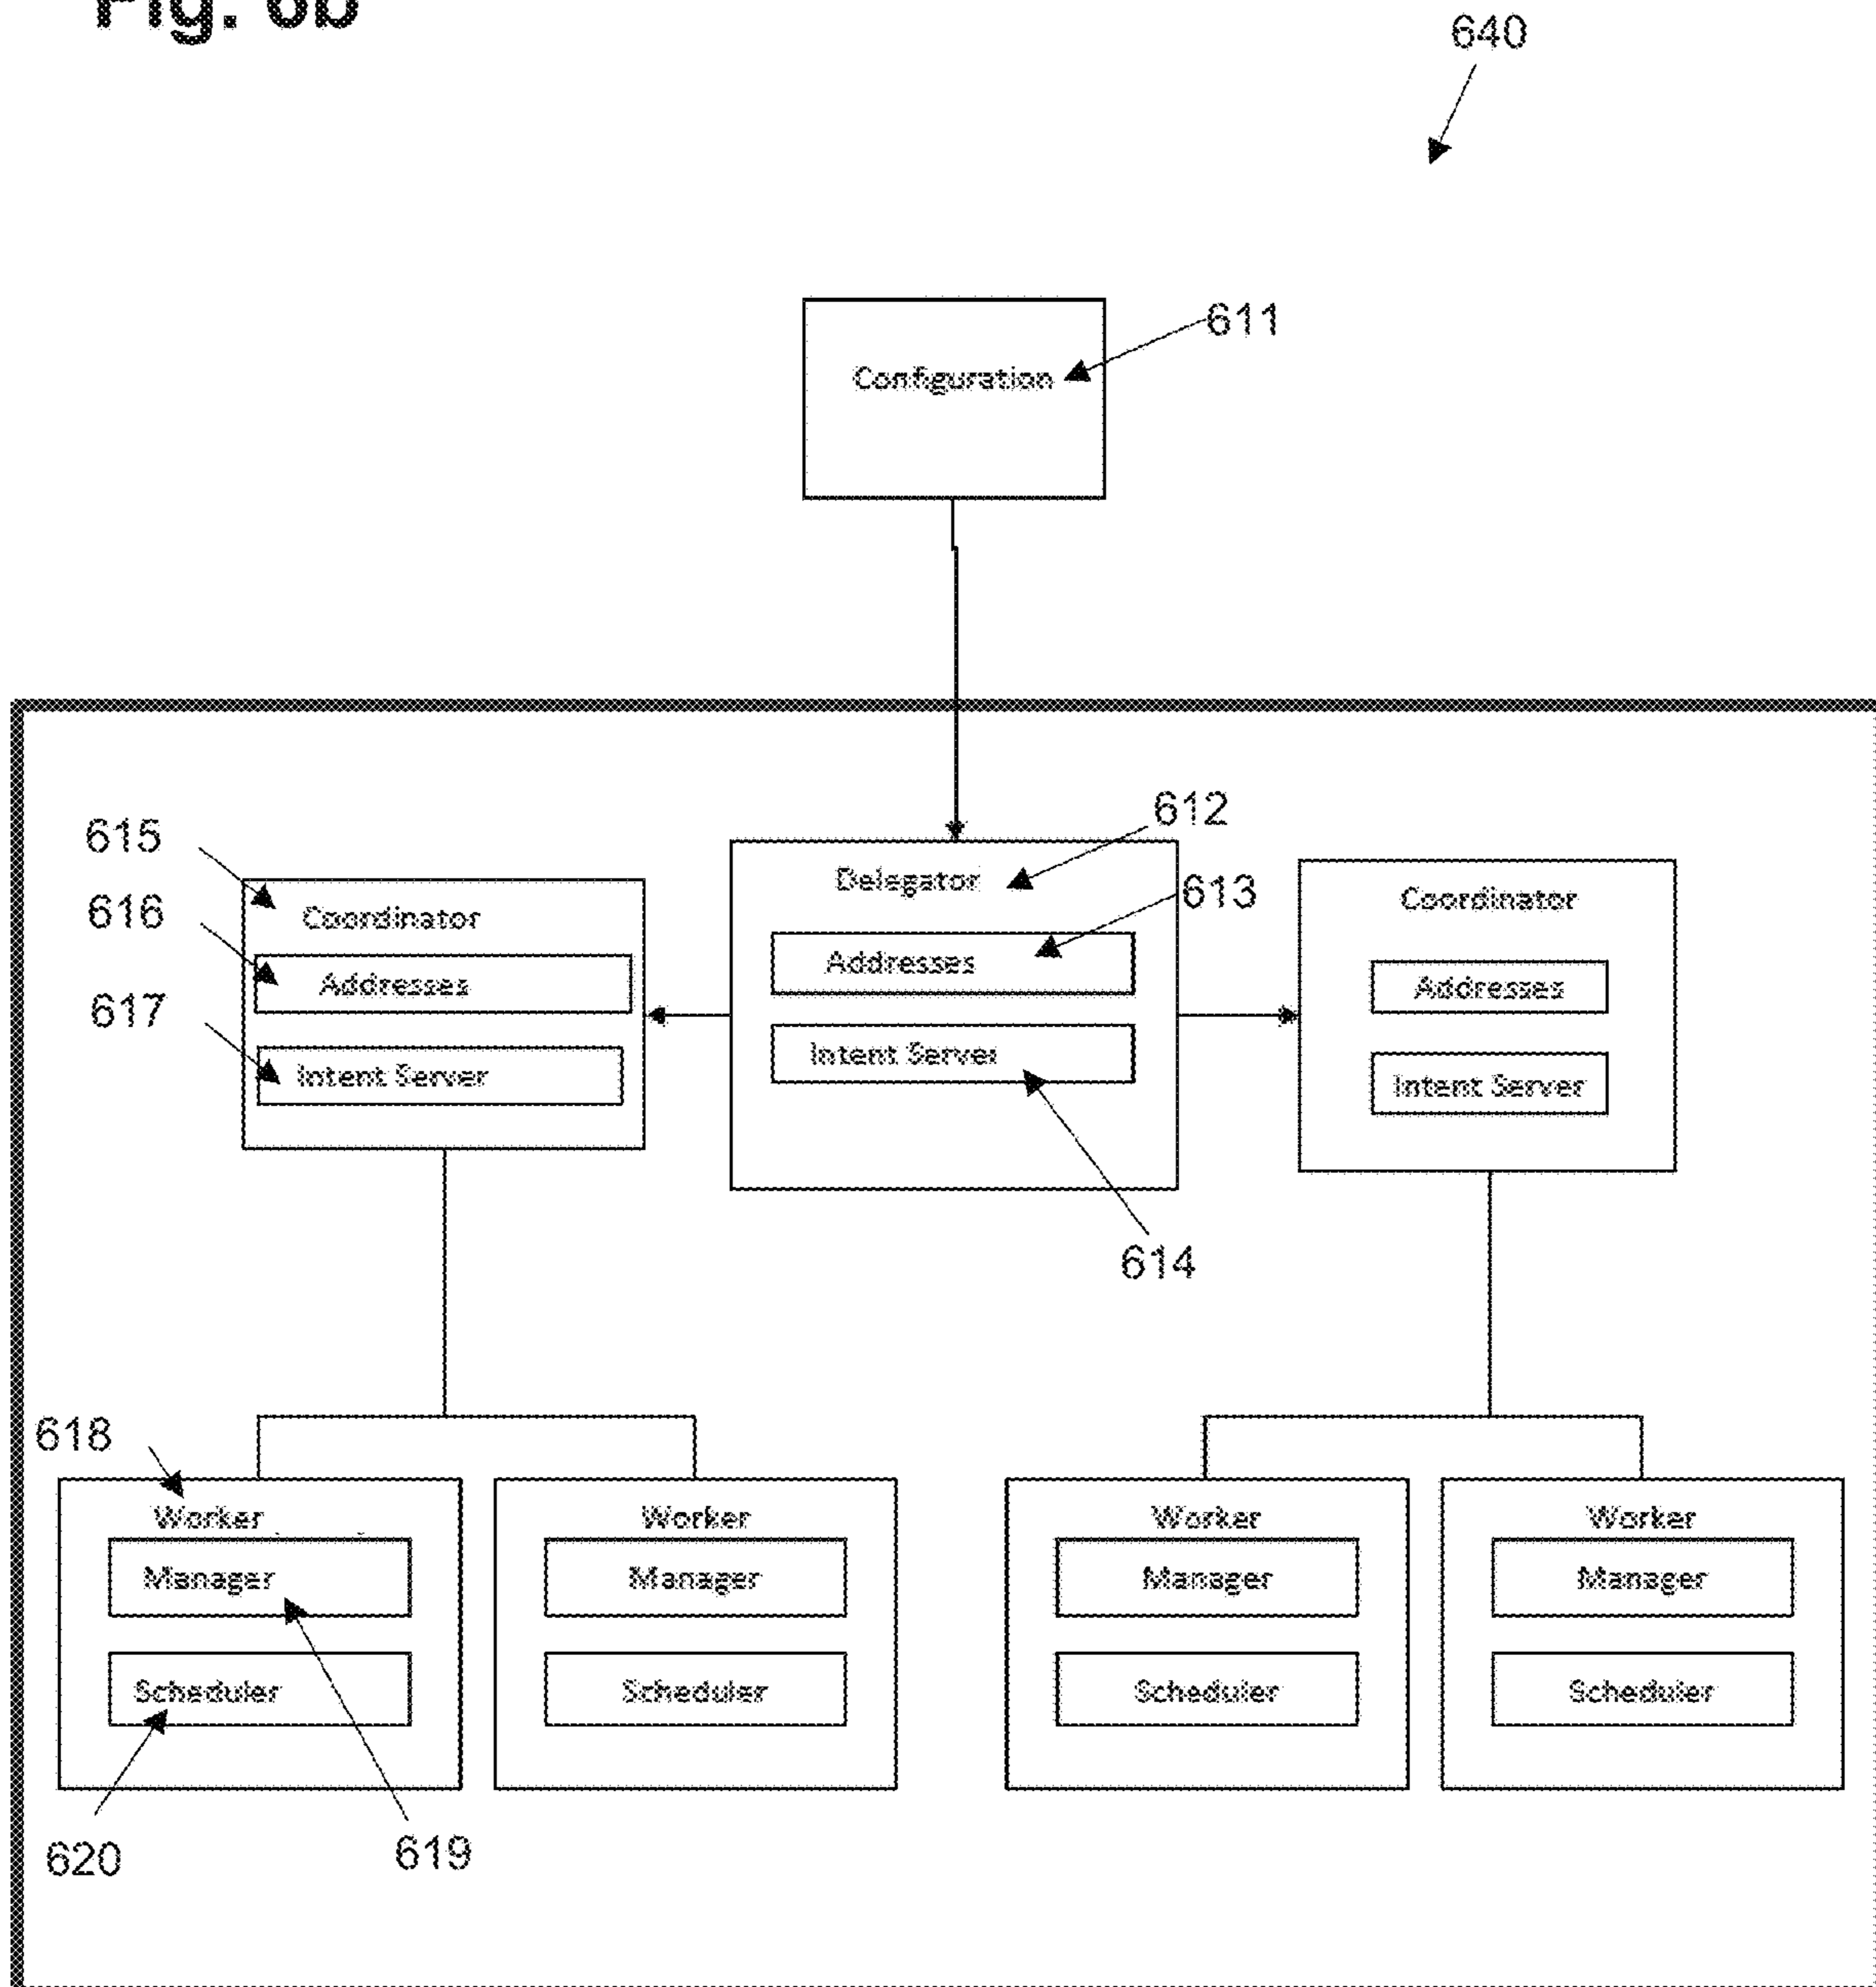 Fig. 6b
640
611
Configuration
612
615
Delegator
613
616
Coordinator
Coordinator
Addresses
Addresses
Addresses
617
Intent Server
Intent Server
Intent Server
614
618
Worker
Worker
Worker
Worker
Manager
Manager
Manager
Manager
Scheduler
Scheduler
Scheduler
Scheduler
620
619